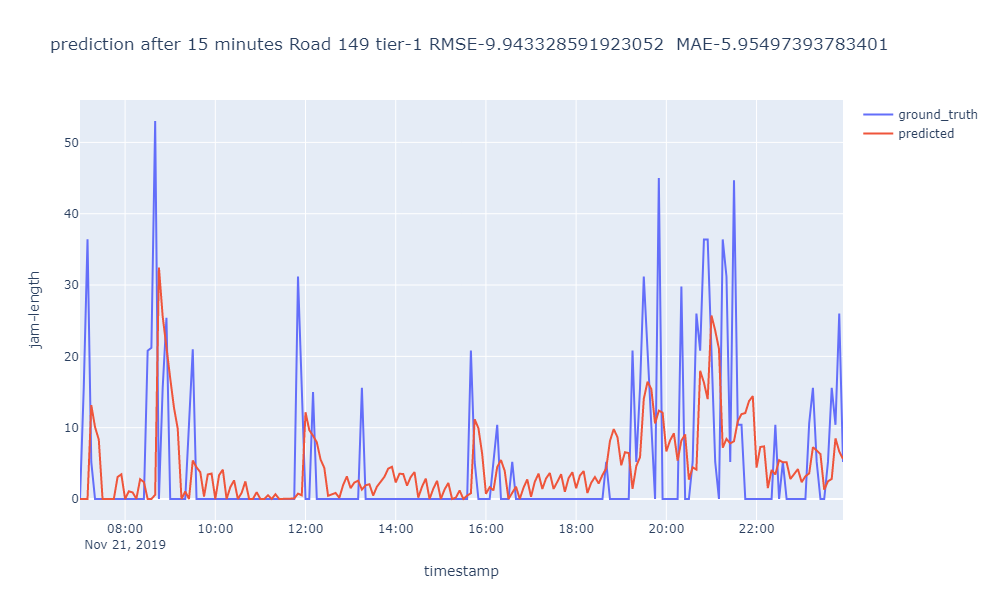 prediction after 15 minutes Road 149 tier-1 RMSE-9.943328591923052  MAE-5.95497393783401
ground_truth
predicted
50
40
30
20
10
0
jam-length
08:00 10:00 12:00 14:00 16:00 18:00 20:00 22:00
Nov 21, 2019
timestamp